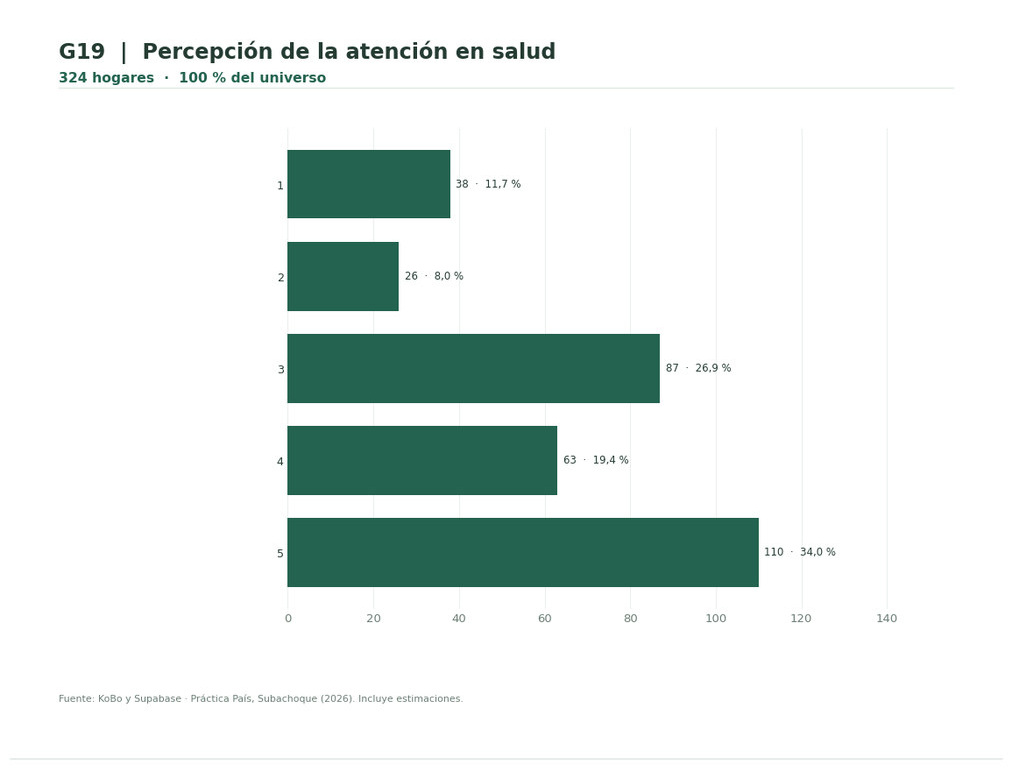 G19 | Percepción de la atención en salud
324 hogares · 100 % del universo
1 38 · 11,7 %
2 26 · 8,0 %
3 87 · 26,9 %
4 63 · 19,4 %
5 110 · 34,0 %
0 20 40 60 80 100 120 140
Fuente: KoBo y Supabase · Práctica País, Subachoque (2026). Incluye estimaciones.